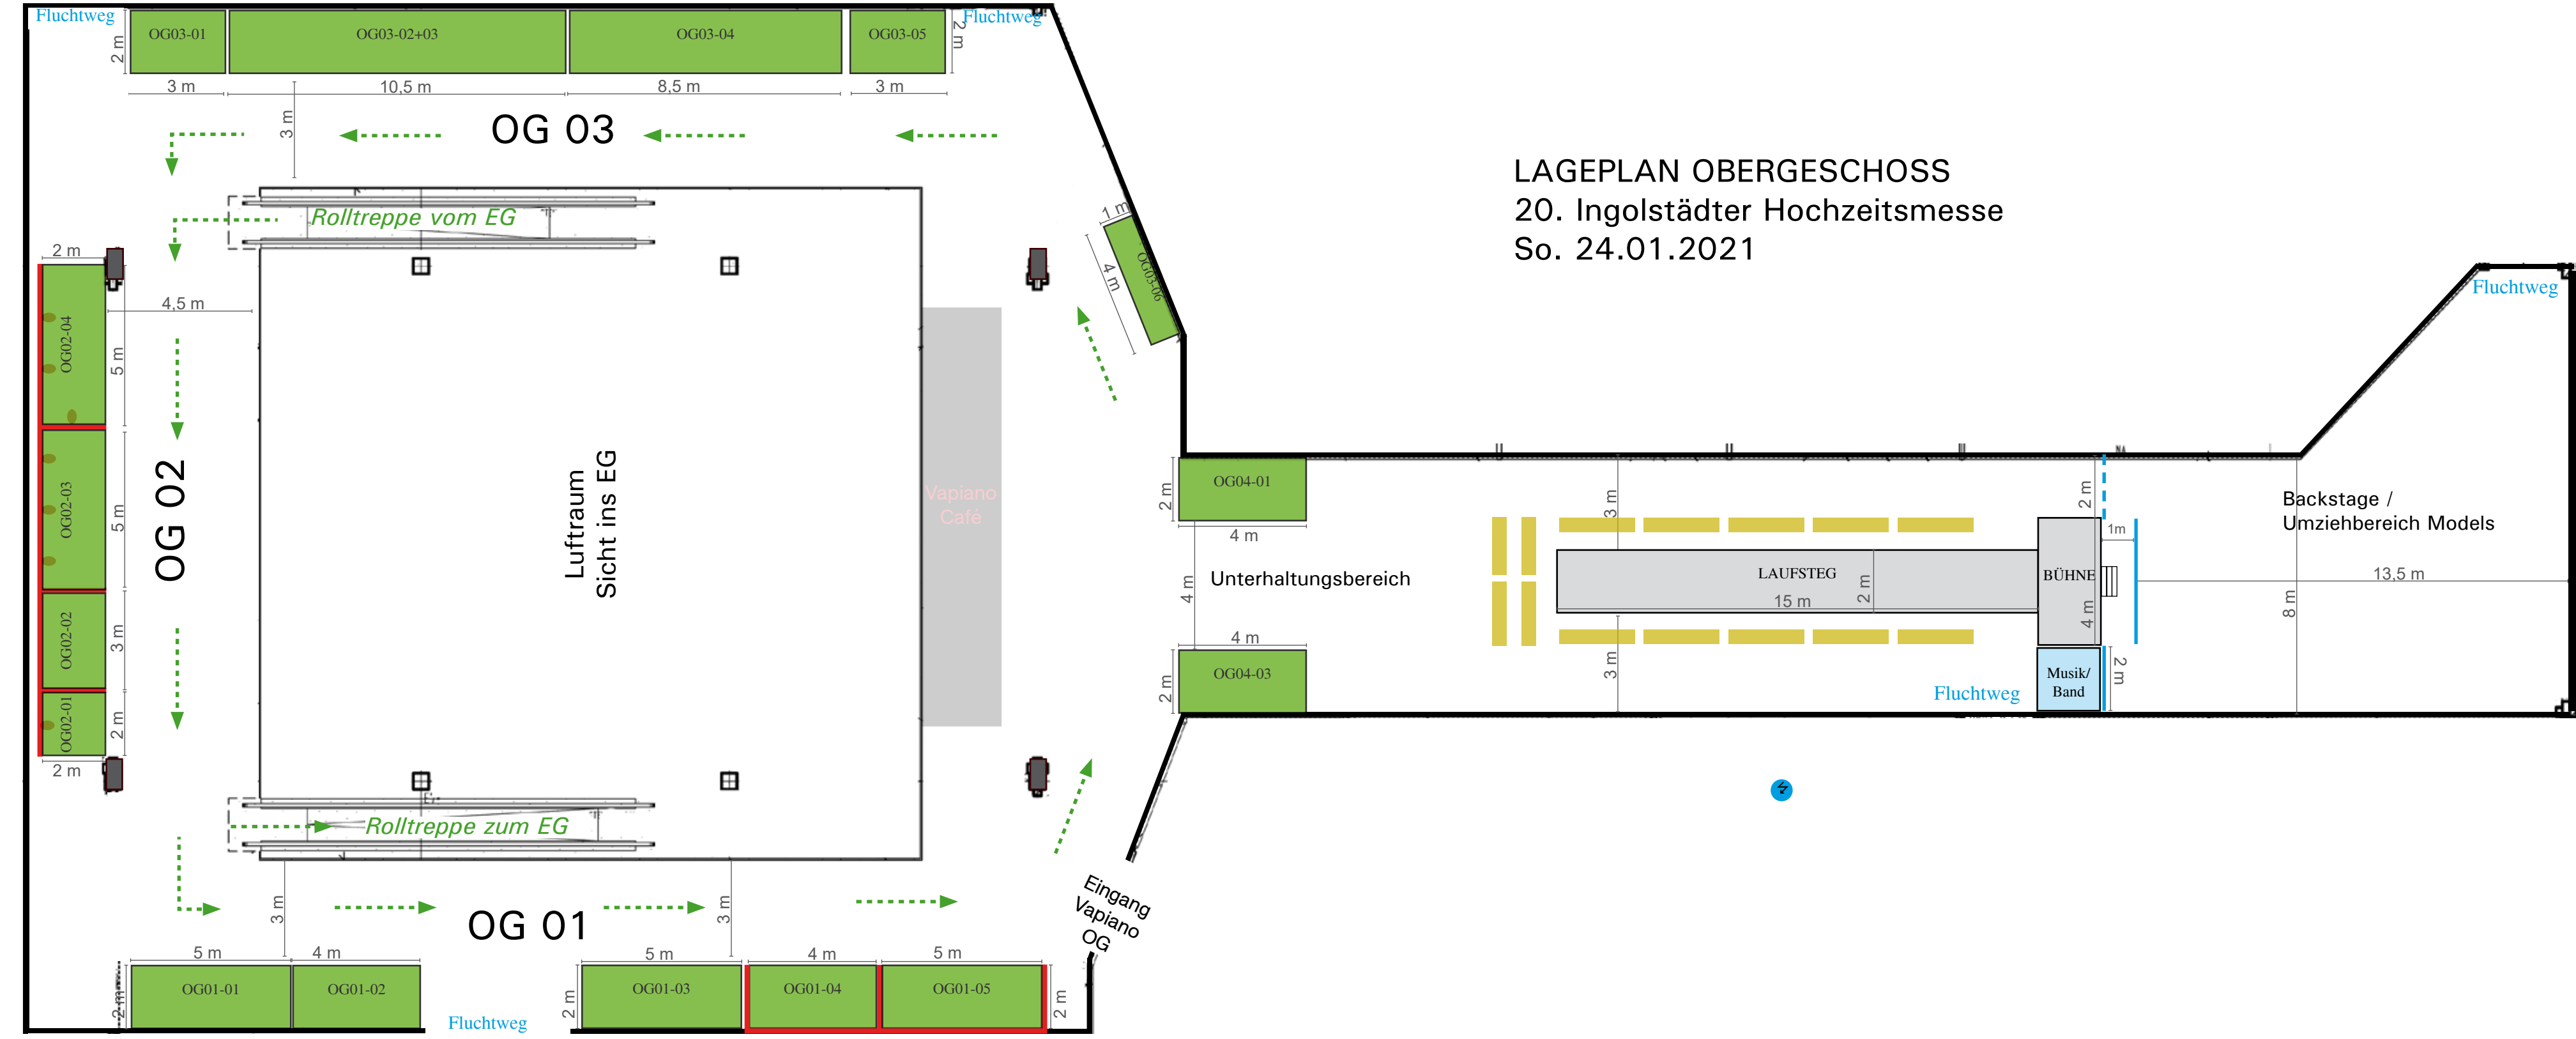 Fluchtweg
OG03-01
OG03-02+03
OG03-04
OG03-05
Fluchtweg
2 m
2 m
3 m
10,5 m
8,5 m
3 m
3 m
OG 03
LAGEPLAN OBERGESCHOSS
20. Ingolstädter Hochzeitsmesse
So. 24.01.2021
Rolltreppe vom EG
1 m
4 m
OG03-06
2 m
4,5 m
OG02-04
5 m
OG02-03
5 m
OG02-02
3 m
OG02-01
2 m
2 m
OG 02
Luftraum
Sicht ins EG
Vapiano
Café
Fluchtweg
OG04-01
2 m
4 m
4 m
Unterhaltungsbereich
4 m
OG04-03
2 m
3 m
LAUFSTEG
15 m
2 m
3 m
2 m
BÜHNE
4 m
1m
Musik/
Band
2 m
Fluchtweg
Backstage /
Umziehbereich Models
13,5 m
8 m
Rolltreppe zum EG
3 m
3 m
OG 01
Eingang
Vapiano
OG
5 m
4 m
5 m
4 m
5 m
2 m
OG01-01
OG01-02
Fluchtweg
2 m
OG01-03
OG01-04
OG01-05
2 m